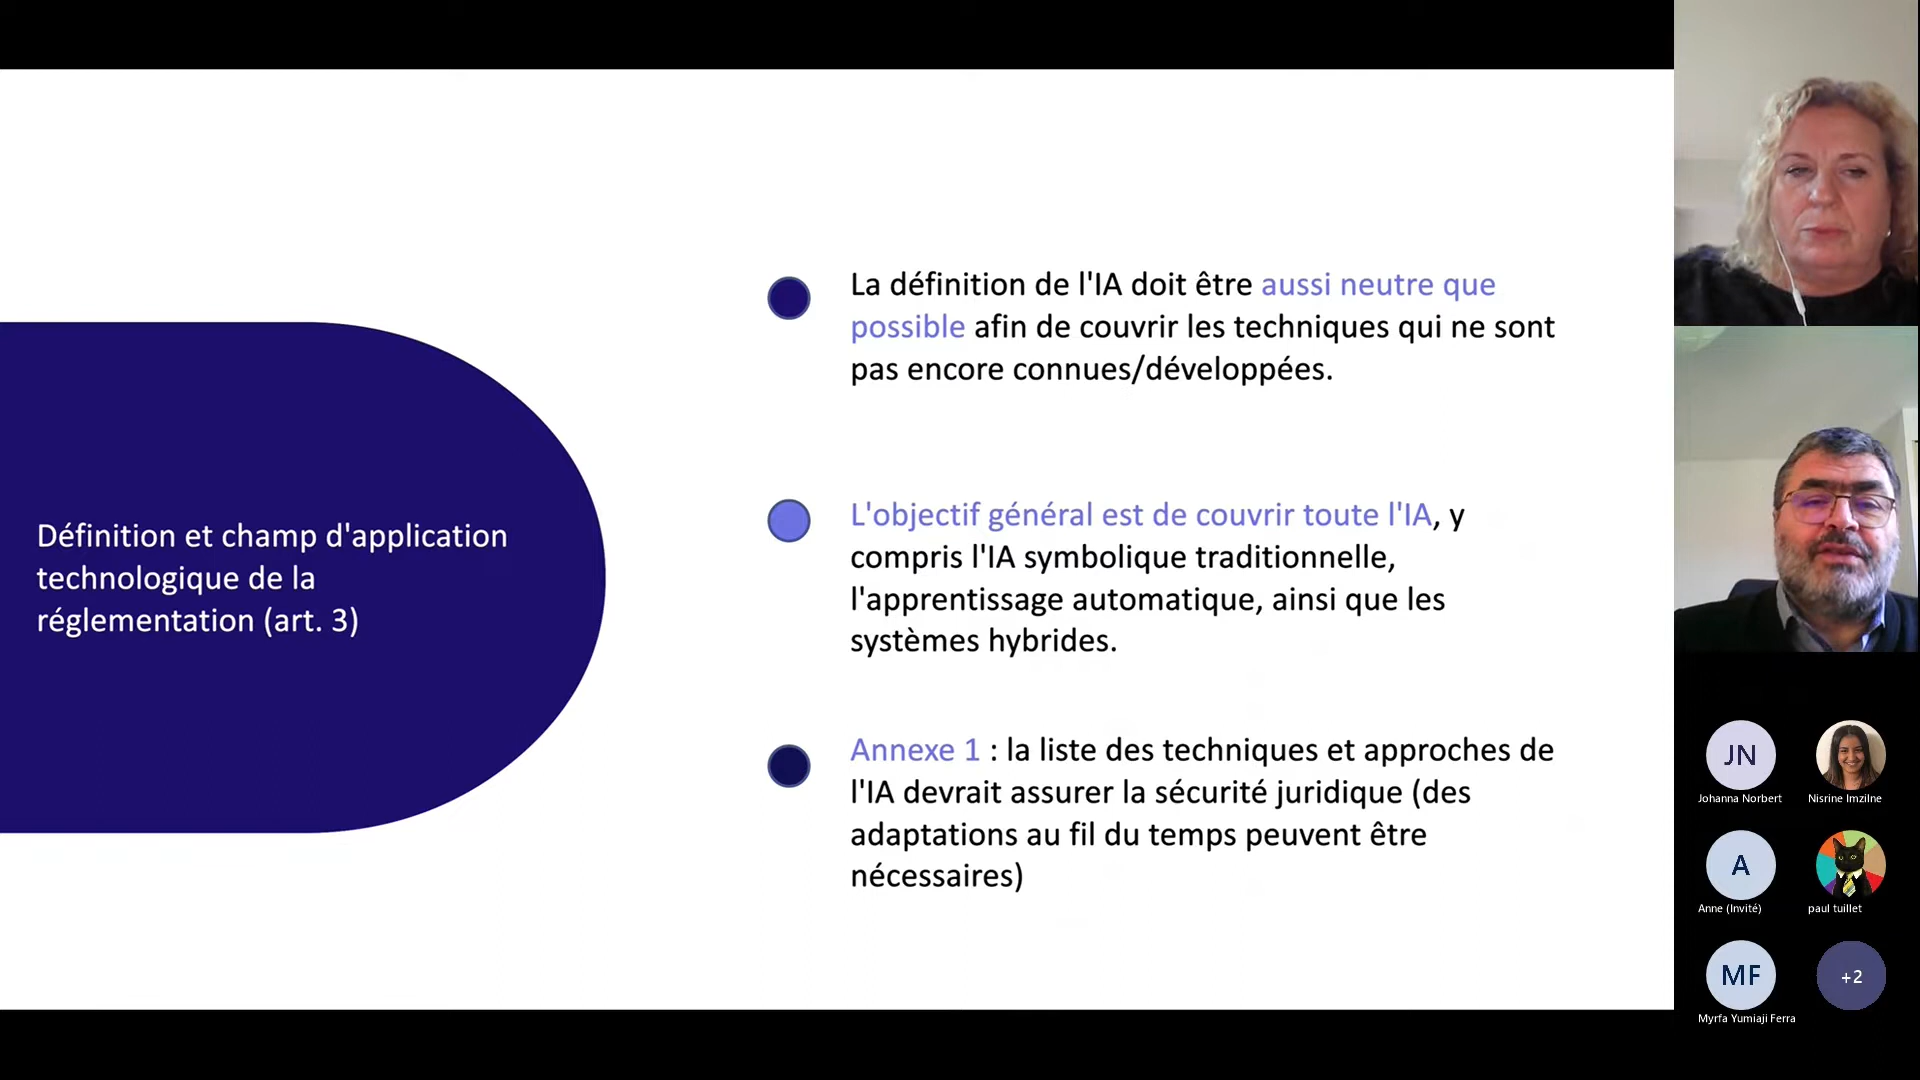 Définition et champ d'application
technologique de la
réglementation (art. 3)
La définition de l'IA doit être aussi neutre que
possible afin de couvrir les techniques qui ne sont
pas encore connues/développées.
L'objectif général est de couvrir toute l'IA, y
compris l'IA symbolique traditionnelle,
l'apprentissage automatique, ainsi que les
systèmes hybrides.
Annexe 1 : la liste des techniques et approches de
l'IA devrait assurer la sécurité juridique (des
adaptations au fil du temps peuvent être
nécessaires)
JN
Johanna Norbert
Nisrine Imzilne
A
Anne (Invité)
paul tuillet
MF
Myrfa Yumiaji Ferra
+2